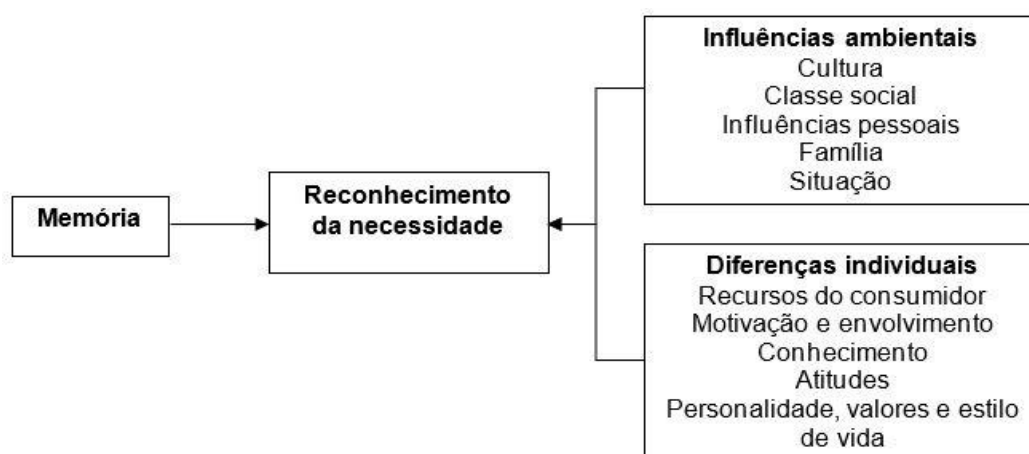 Memória
Reconhecimento
da necessidade
Influências ambientais
Cultura
Classe social
Influências pessoais
Família
Situação
Diferenças individuais
Recursos do consumidor
Motivação e envolvimento
Conhecimento
Atitudes
Personalidade, valores e estilo
de vida